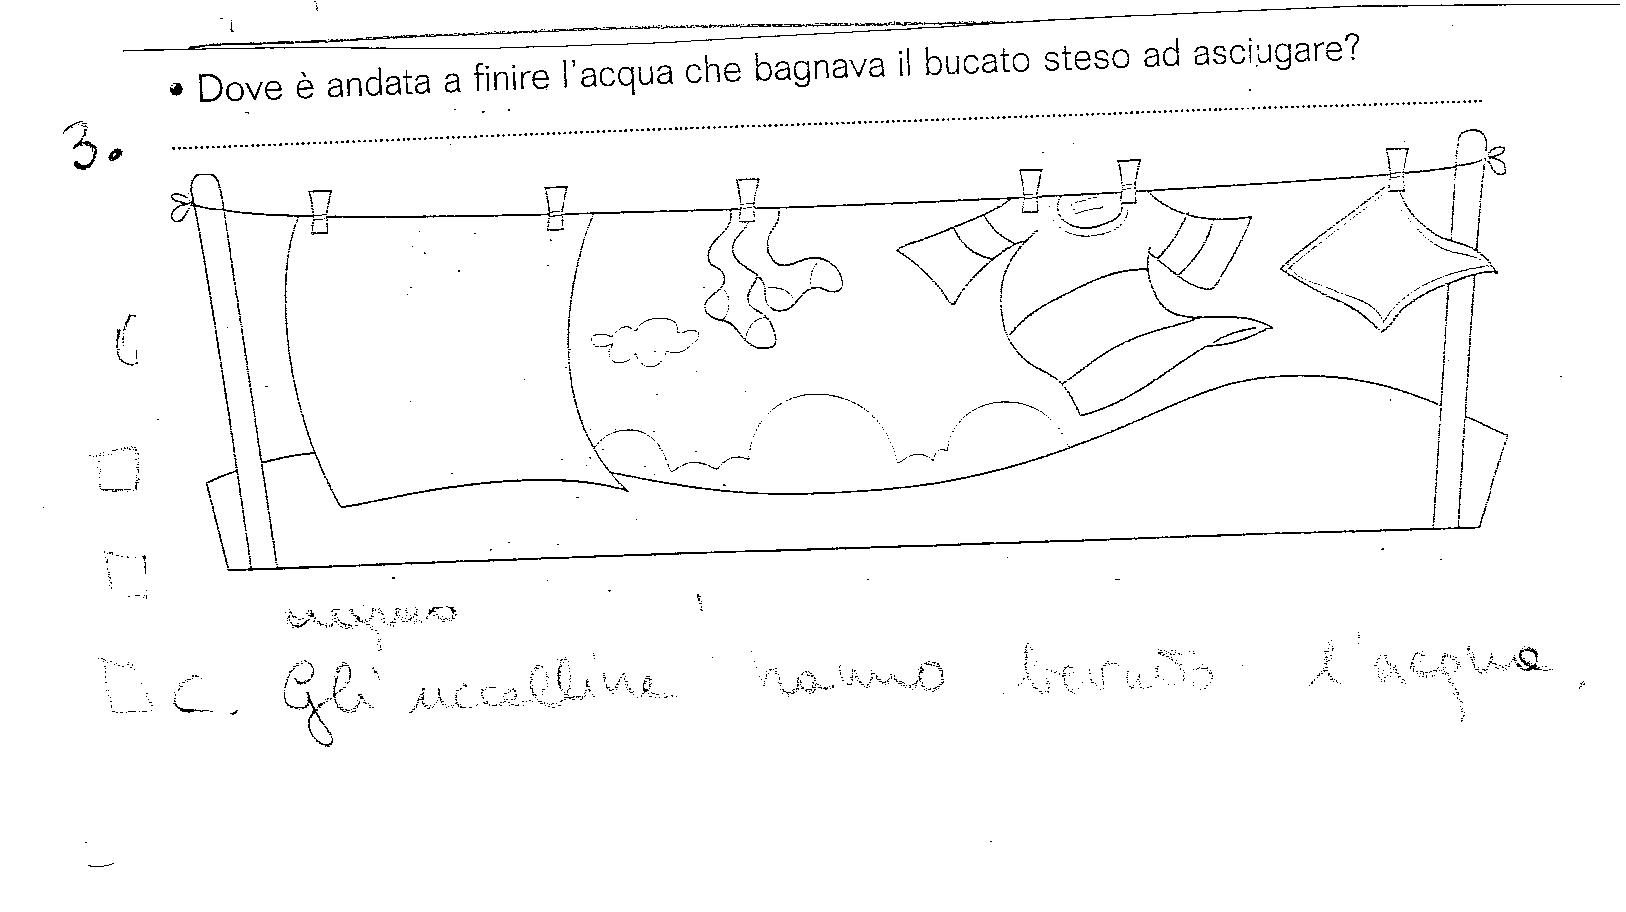 • Dove è andata a finire l'acqua che bagnava il bucato steso ad asciugare?
3.
C. Gli uccellini hanno bevuto l'acqua.